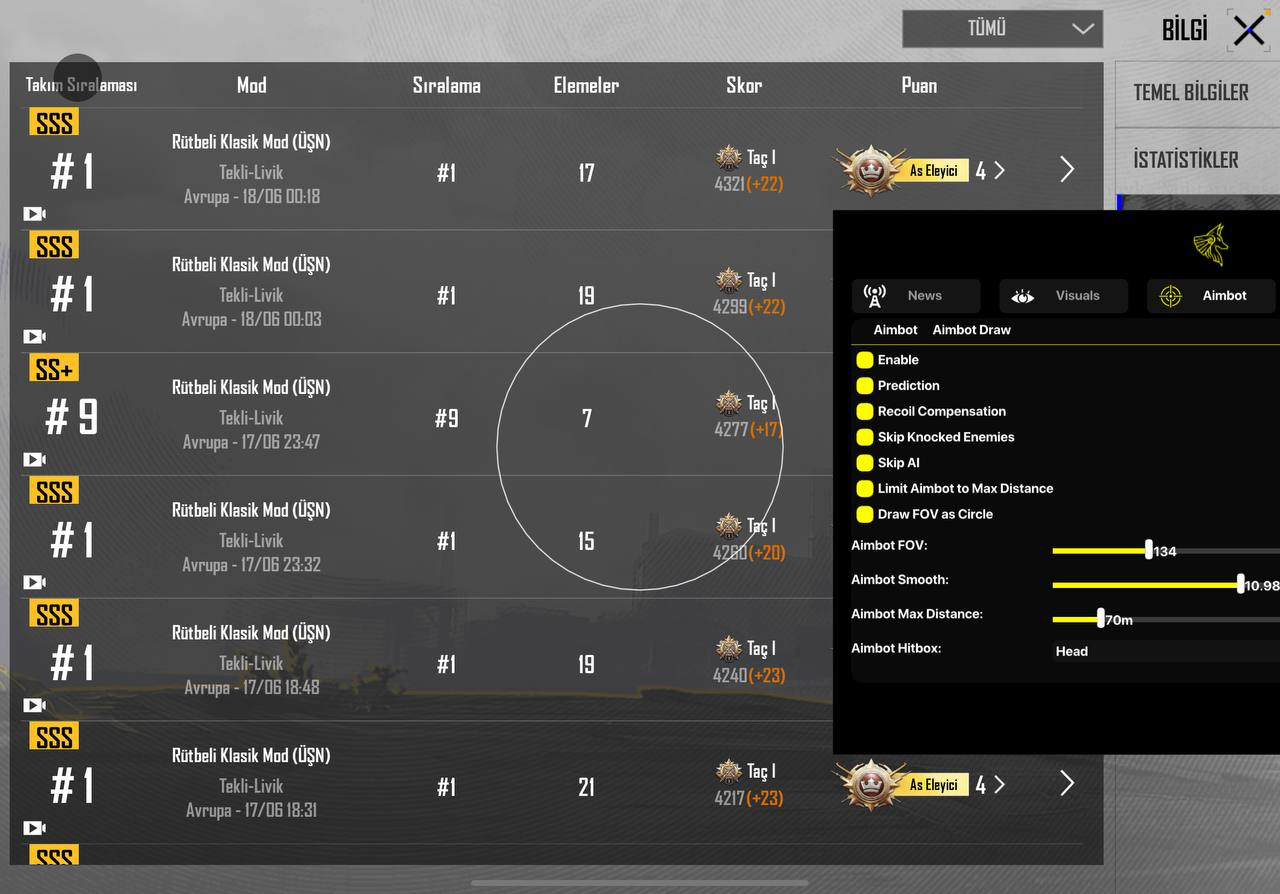 TÜMÜ
BİLGİ
Takım Sıralaması Mod Sıralama Elemeler Skor Puan
TEMEL BİLGİLER
İSTATİSTİKLER
SSS
#1
Rütbeli Klasik Mod (ÜŞN)
Tekli-Livik
Avrupa - 18/06 00:18
#1
17
Taç I
4321(+22)
As Eleyici 4
SSS
#1
Rütbeli Klasik Mod (ÜŞN)
Tekli-Livik
Avrupa - 18/06 00:03
#1
19
Taç I
4299(+22)
SS+
#9
Rütbeli Klasik Mod (ÜŞN)
Tekli-Livik
Avrupa - 17/06 23:47
#9
7
Taç I
4277(+17)
SSS
#1
Rütbeli Klasik Mod (ÜŞN)
Tekli-Livik
Avrupa - 17/06 23:32
#1
15
Taç I
4260(+20)
SSS
#1
Rütbeli Klasik Mod (ÜŞN)
Tekli-Livik
Avrupa - 17/06 18:48
#1
19
Taç I
4240(+23)
SSS
#1
Rütbeli Klasik Mod (ÜŞN)
Tekli-Livik
Avrupa - 17/06 18:31
#1
21
Taç I
4217(+23)
As Eleyici 4
SSS
News Visuals Aimbot
Aimbot Aimbot Draw
Enable
Prediction
Recoil Compensation
Skip Knocked Enemies
Skip AI
Limit Aimbot to Max Distance
Draw FOV as Circle
Aimbot FOV: 134
Aimbot Smooth: 10.98
Aimbot Max Distance: 70m
Aimbot Hitbox: Head